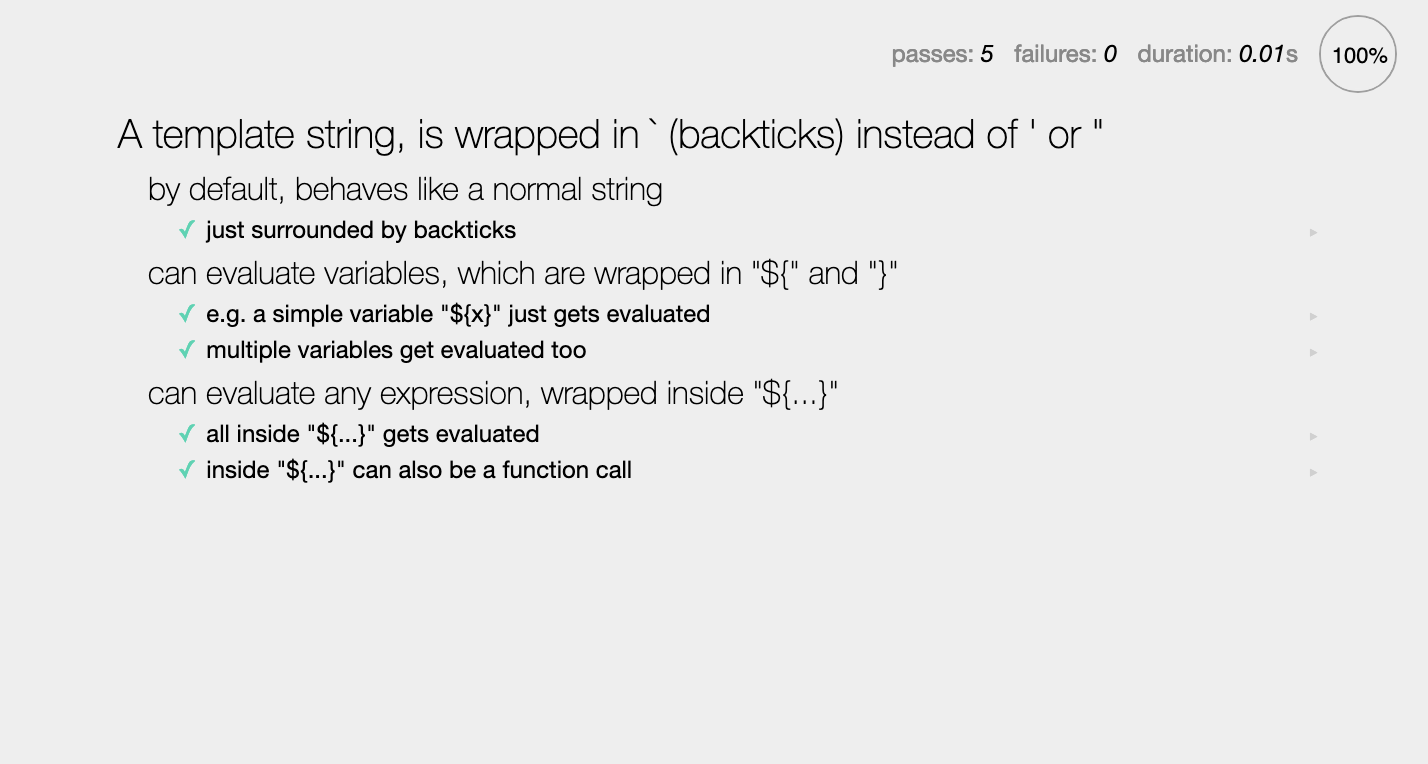 passes: 5 failures: 0 duration: 0.01s 100%
A template string, is wrapped in ` (backticks) instead of ' or "
by default, behaves like a normal string
✓ just surrounded by backticks
can evaluate variables, which are wrapped in "${" and "}"
✓ e.g. a simple variable "${x}" just gets evaluated
✓ multiple variables get evaluated too
can evaluate any expression, wrapped inside "${...}"
✓ all inside "${...}" gets evaluated
✓ inside "${...}" can also be a function call